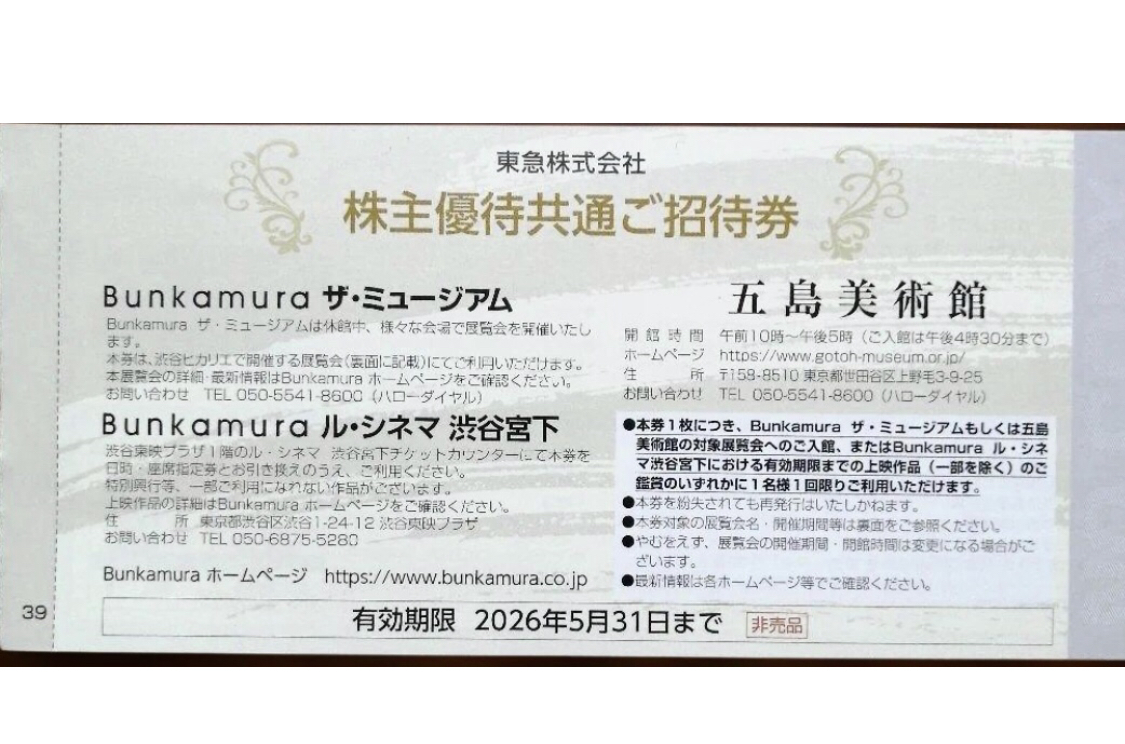 東急株式会社
株主優待共通ご招待券
Bunkamura ザ・ミュージアム
Bunkamura ザ・ミュージアムは休館中、様々な会場で展覧会を開催いたし
ます。
本券は、渋谷ヒカリエで開催する展覧会(裏面に記載)にてご利用いただけます。
本展覧会の詳細・最新情報はBunkamura ホームページをご確認ください。
お問い合わせ TEL 050-5541-8600(ハローダイヤル)
Bunkamura ル・シネマ 渋谷宮下
渋谷東映プラザ1階のル・シネマ 渋谷宮下チケットカウンターにて本券を
日時・座席指定券とお引き換えのうえ、ご利用ください。
特別興行等、一部ご利用になれない作品がございます。
上映作品の詳細はBunkamura ホームページをご確認ください。
住 所 東京都渋谷区渋谷1-24-12 渋谷東映プラザ
お問い合わせ TEL 050-6875-5280
Bunkamura ホームページ https://www.bunkamura.co.jp
五島美術館
開館時間 午前10時〜午後5時(ご入館は午後4時30分まで)
ホームページ https://www.gotoh-museum.or.jp/
住 所 〒158-8510 東京都世田谷区上野毛3-9-25
お問い合わせ TEL 050-5541-8600(ハローダイヤル)
●本券1枚につき、Bunkamura ザ・ミュージアムもしくは五島
美術館の対象展覧会へのご入館、またはBunkamura ル・シネ
マ渋谷宮下における有効期限までの上映作品(一部を除く)のご
鑑賞のいずれかに1名様1回限りご利用いただけます。
●本券を紛失されても再発行はいたしかねます。
●本券対象の展覧会名・開催期間等は裏面をご参照ください。
●やむをえず、展覧会の開催期間・開館時間は変更になる場合がご
ざいます。
●最新情報は各ホームページ等でご確認ください。
39
有効期限 2026年5月31日まで 非売品